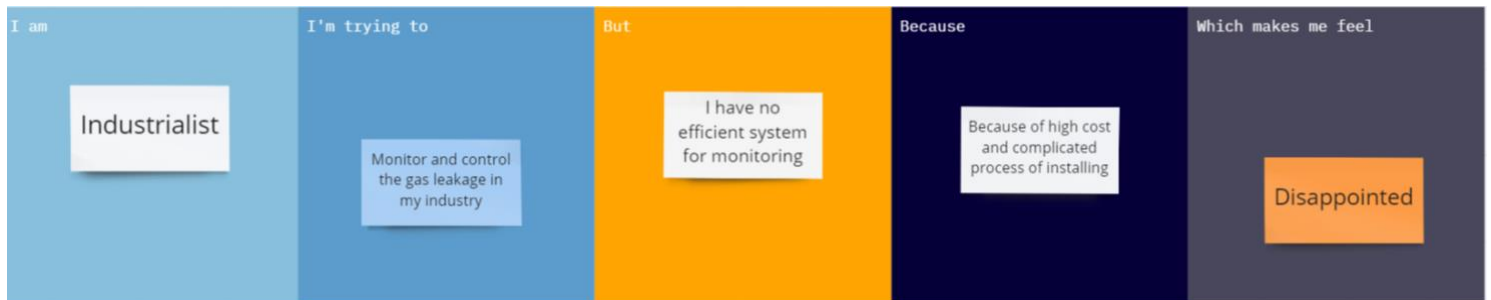 I am
Industrialist
I'm trying to
Monitor and control
the gas leakage in
my industry
But
I have no
efficient system
for monitoring
Because
Because of high cost
and complicated
process of installing
Which makes me feel
Disappointed